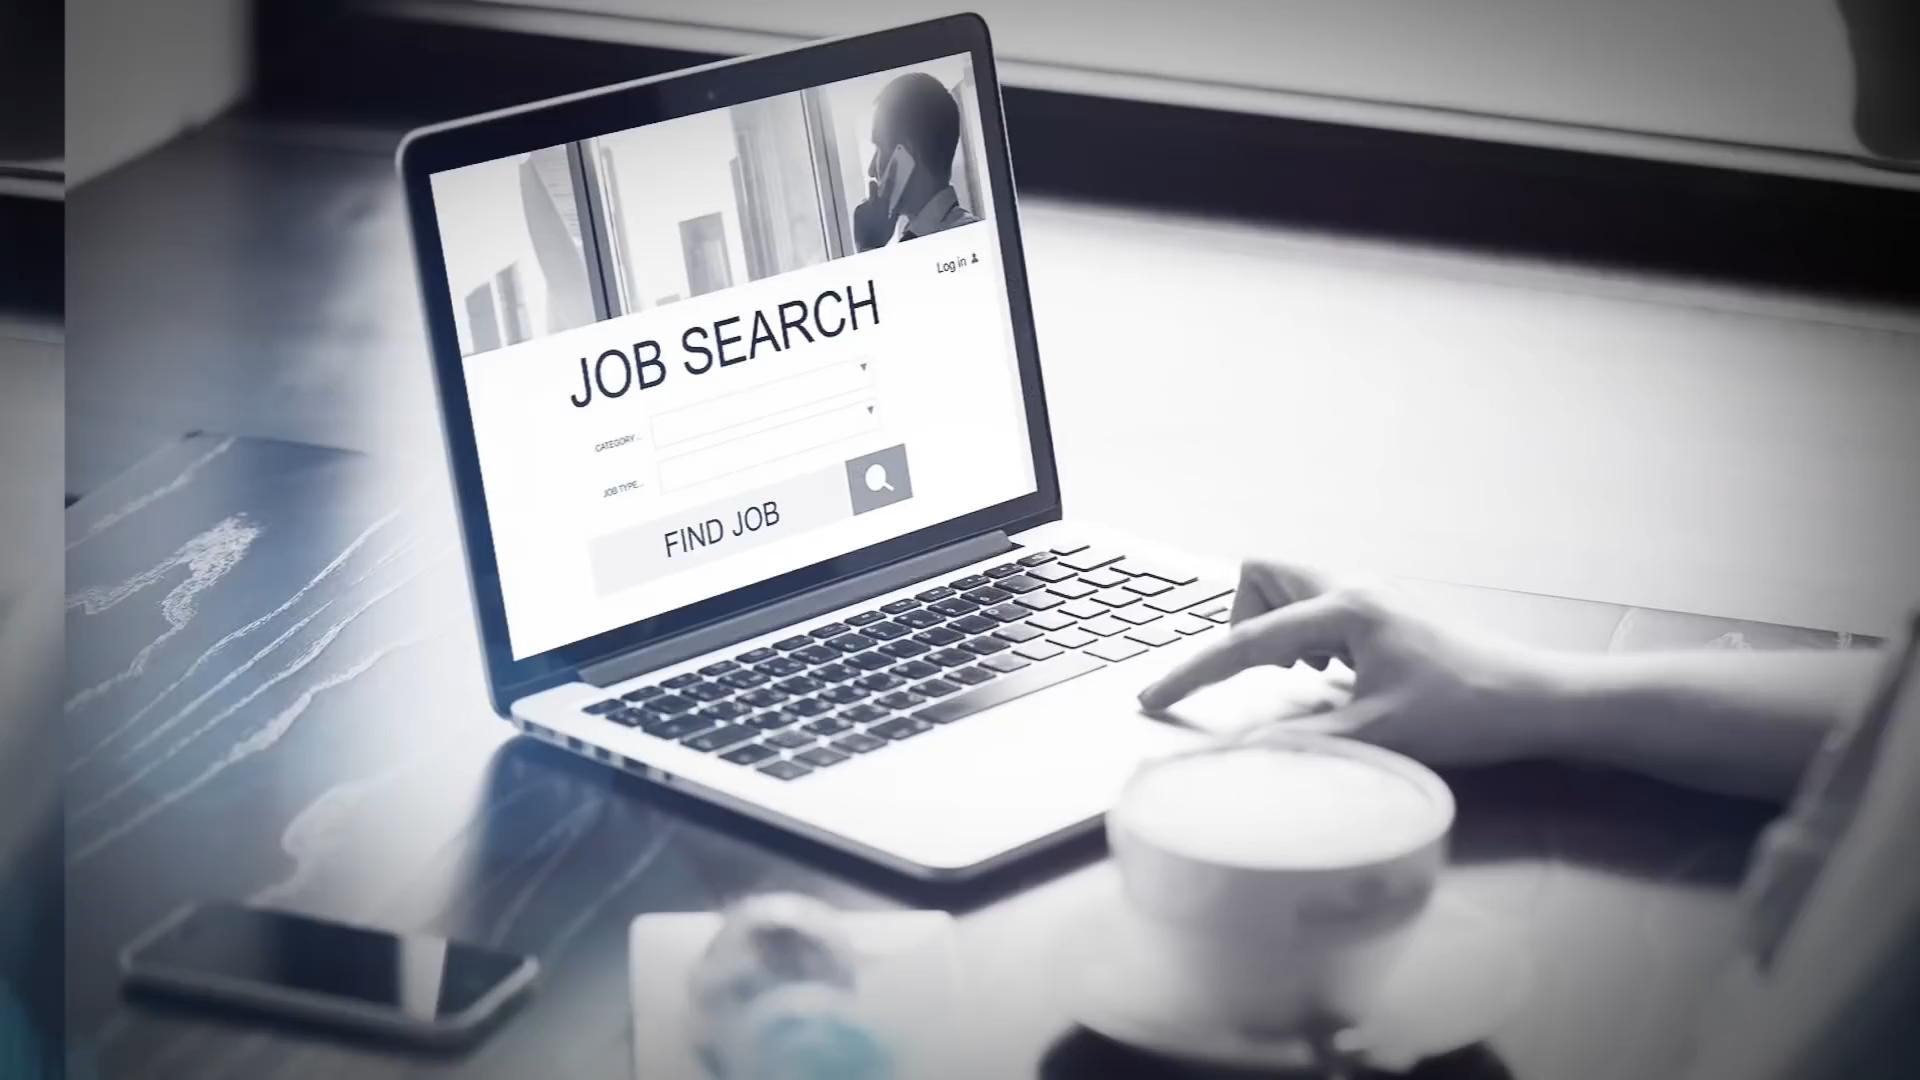 Log in
JOB SEARCH
CATEGORY...
JOB TYPE...
FIND JOB